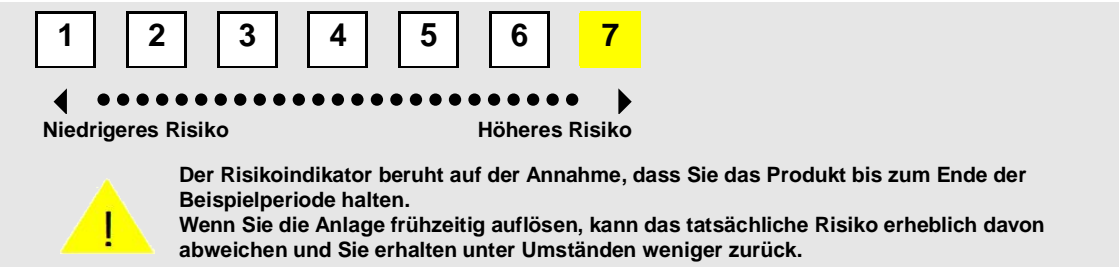 1 2 3 4 5 6 7
Niedrigeres Risiko Höheres Risiko
Der Risikoindikator beruht auf der Annahme, dass Sie das Produkt bis zum Ende der
Beispielperiode halten.
Wenn Sie die Anlage frühzeitig auflösen, kann das tatsächliche Risiko erheblich davon
abweichen und Sie erhalten unter Umständen weniger zurück.
!